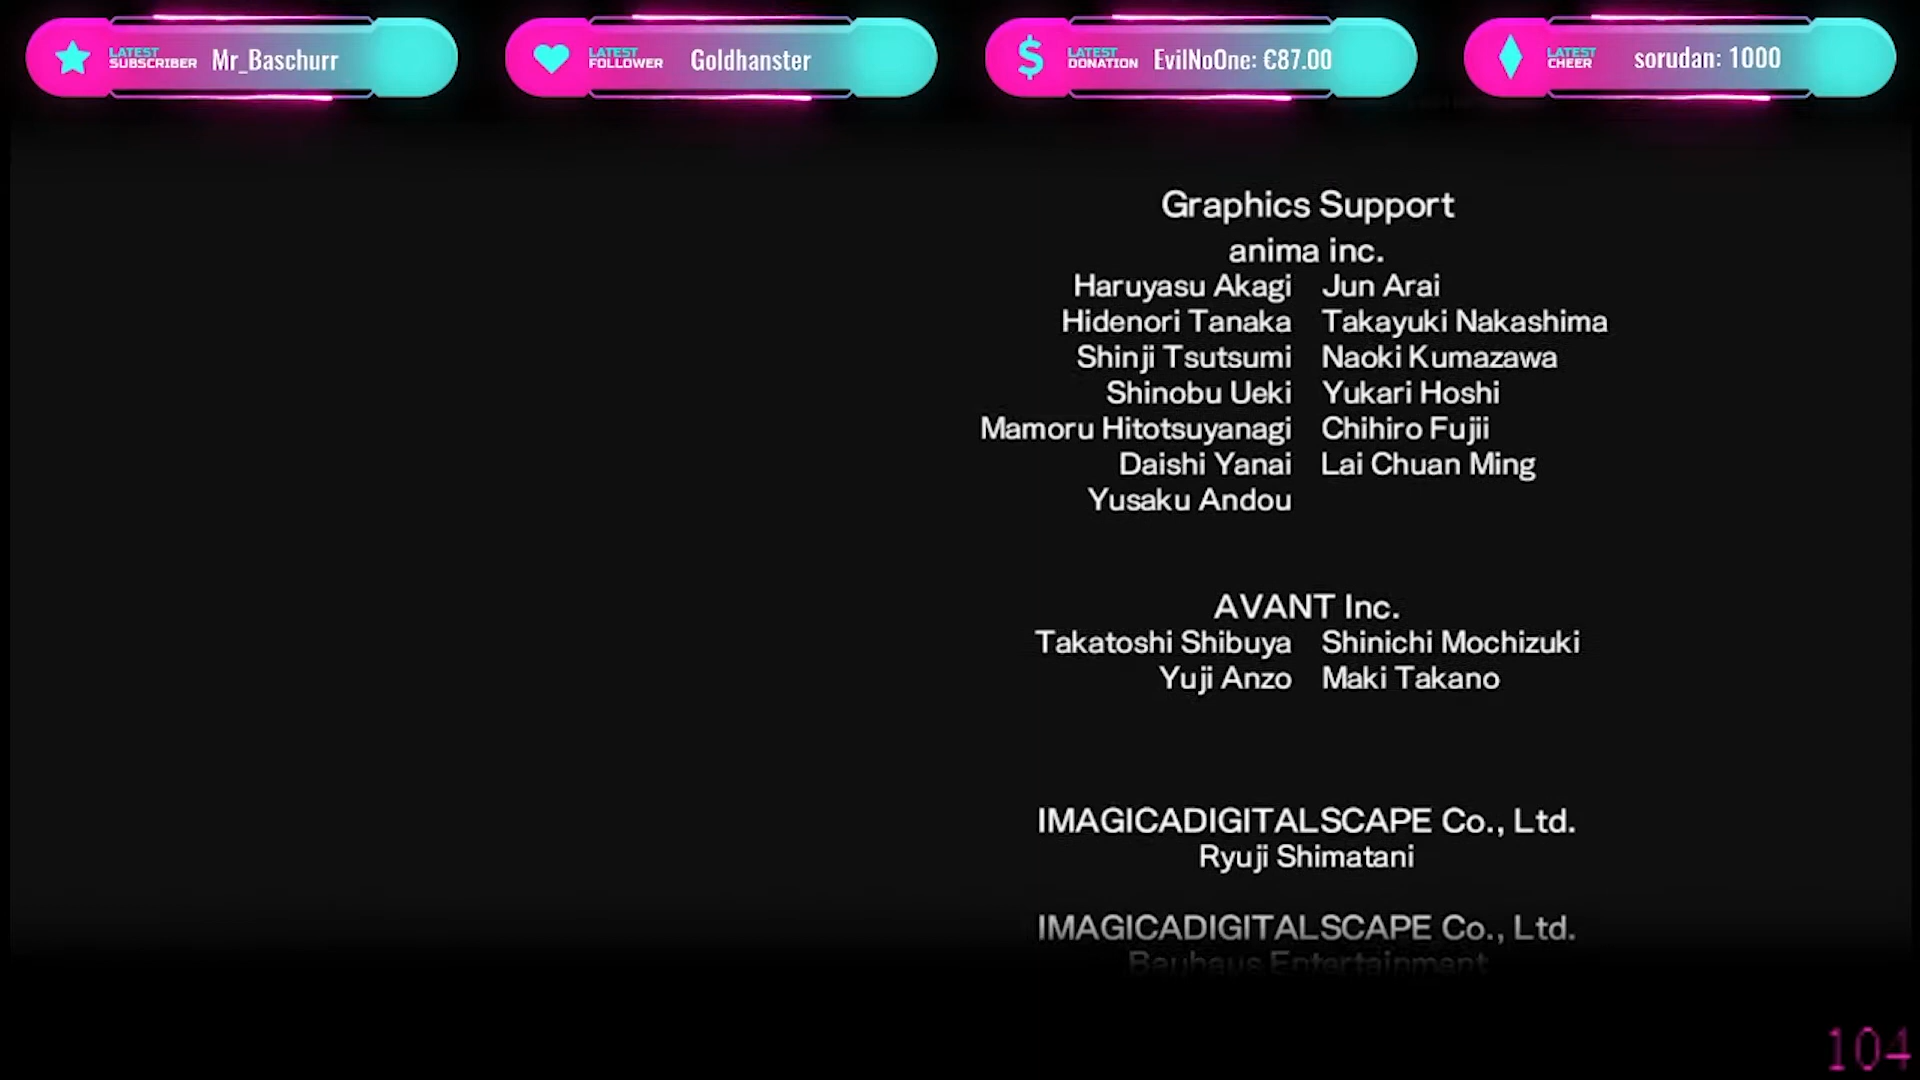 LATEST SUBSCRIBER Mr_Baschurr
LATEST FOLLOWER Goldhanster
LATEST DONATION EvilNoOne: €87.00
LATEST CHEER sorudan: 1000
Graphics Support
anima inc.
Haruyasu Akagi Jun Arai
Hidenori Tanaka Takayuki Nakashima
Shinji Tsutsumi Naoki Kumazawa
Shinobu Ueki Yukari Hoshi
Mamoru Hitotsuyanagi Chihiro Fujii
Daishi Yanai Lai Chuan Ming
Yusaku Andou
AVANT Inc.
Takatoshi Shibuya Shinichi Mochizuki
Yuji Anzo Maki Takano
IMAGICADIGITALSCAPE Co., Ltd.
Ryuji Shimatani
IMAGICADIGITALSCAPE Co., Ltd.
Bauhaus Entertainment
104